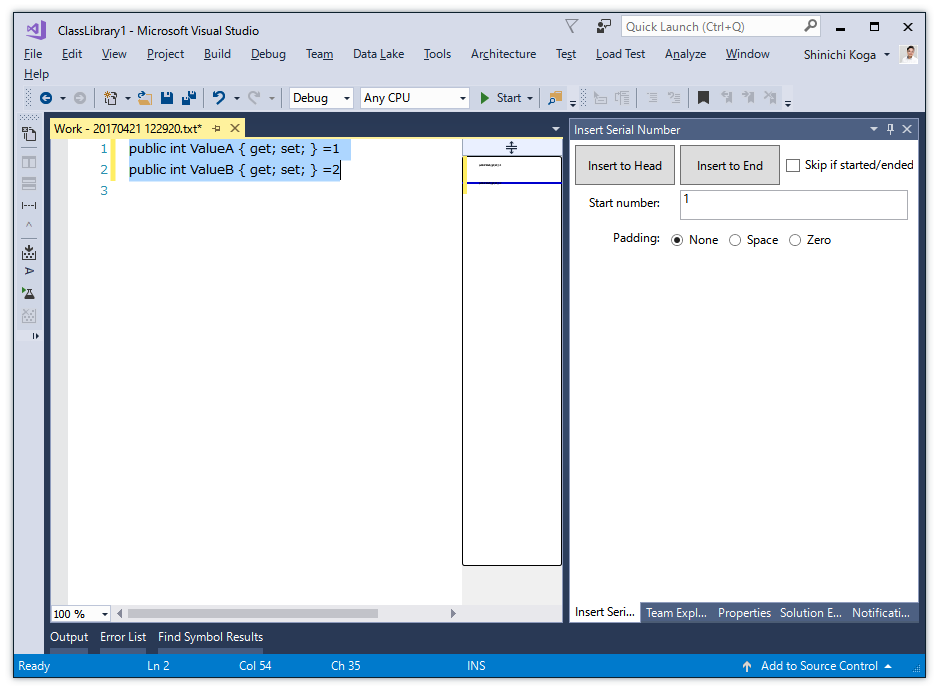 ClassLibrary1 - Microsoft Visual Studio
Quick Launch (Ctrl+Q)
File Edit View Project Build Debug Team Data Lake Tools Architecture Test Load Test Analyze Window Shinichi Koga
Help
Debug Any CPU Start
Work - 20170421 122920.txt*
Insert Serial Number
1 public int ValueA { get; set; } =1
2 public int ValueB { get; set; } =2
3
Insert to Head Insert to End Skip if started/ended
Start number: 1
Padding: None Space Zero
100 %
Insert Seri... Team Expl... Properties Solution E... Notificati...
Output Error List Find Symbol Results
Ready Ln 2 Col 54 Ch 35 INS Add to Source Control